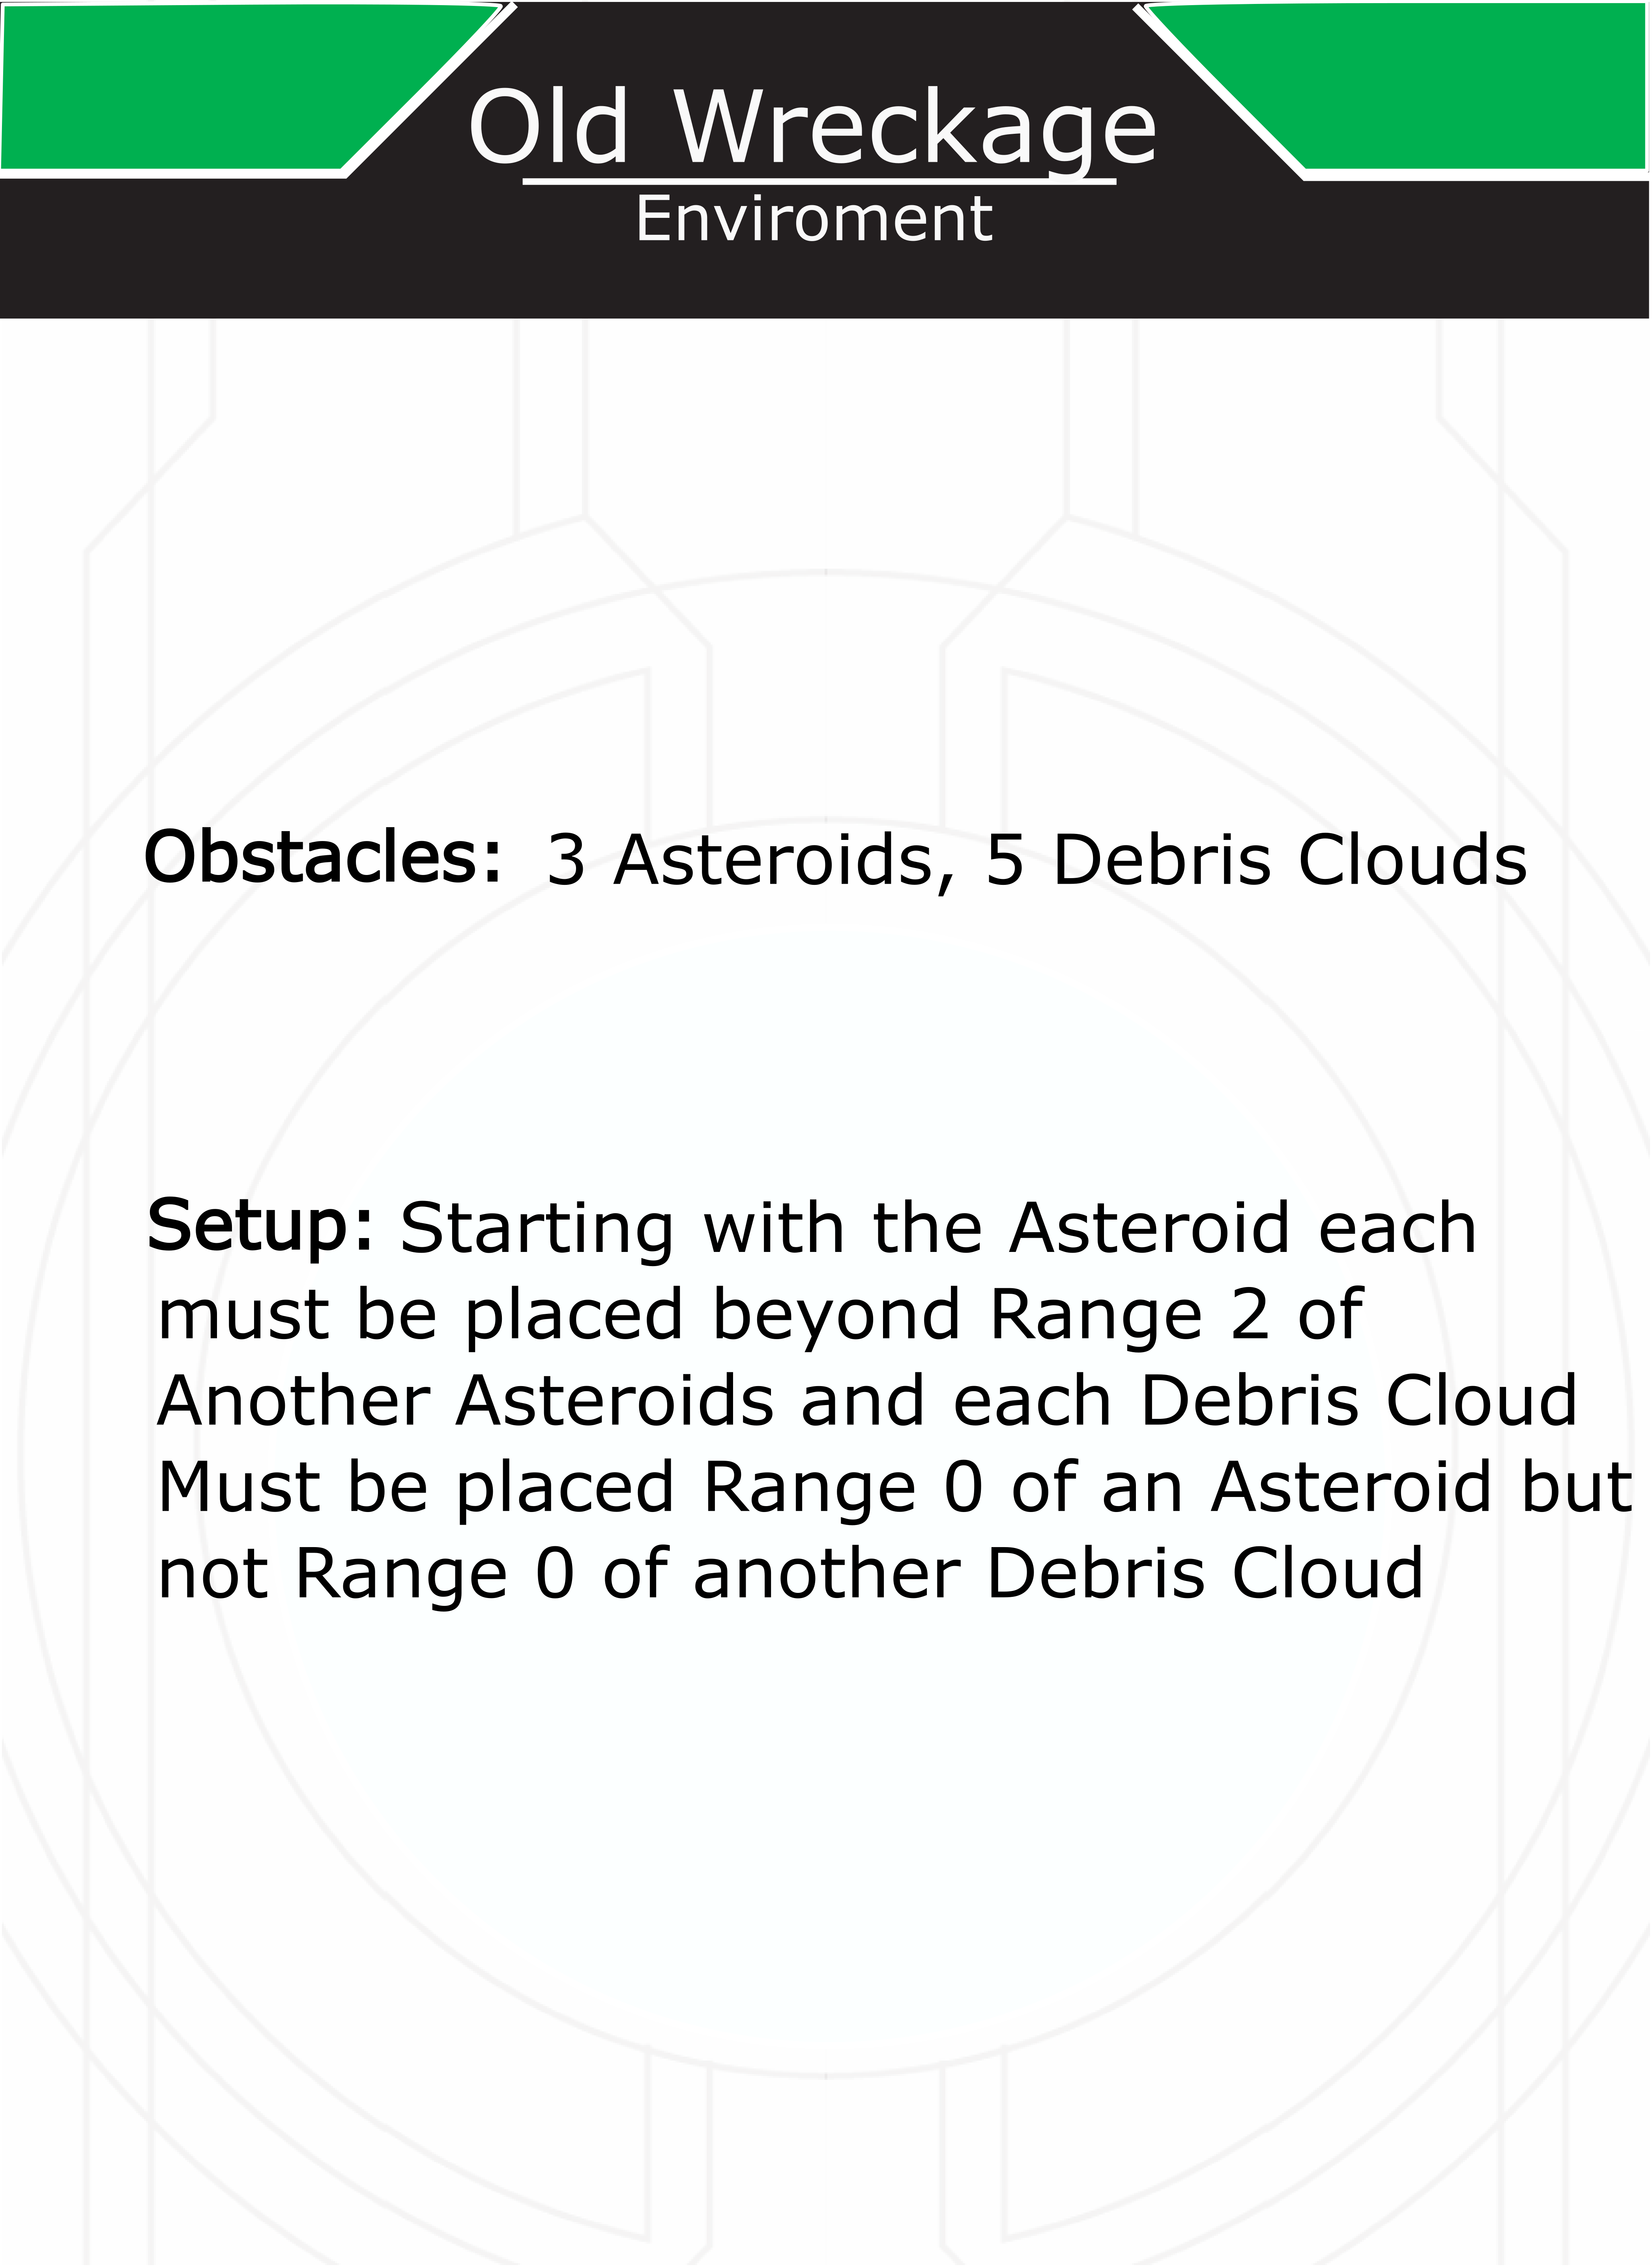 Old Wreckage
Enviroment
Obstacles: 3 Asteroids, 5 Debris Clouds
Setup: Starting with the Asteroid each
must be placed beyond Range 2 of
Another Asteroids and each Debris Cloud
Must be placed Range 0 of an Asteroid but
not Range 0 of another Debris Cloud